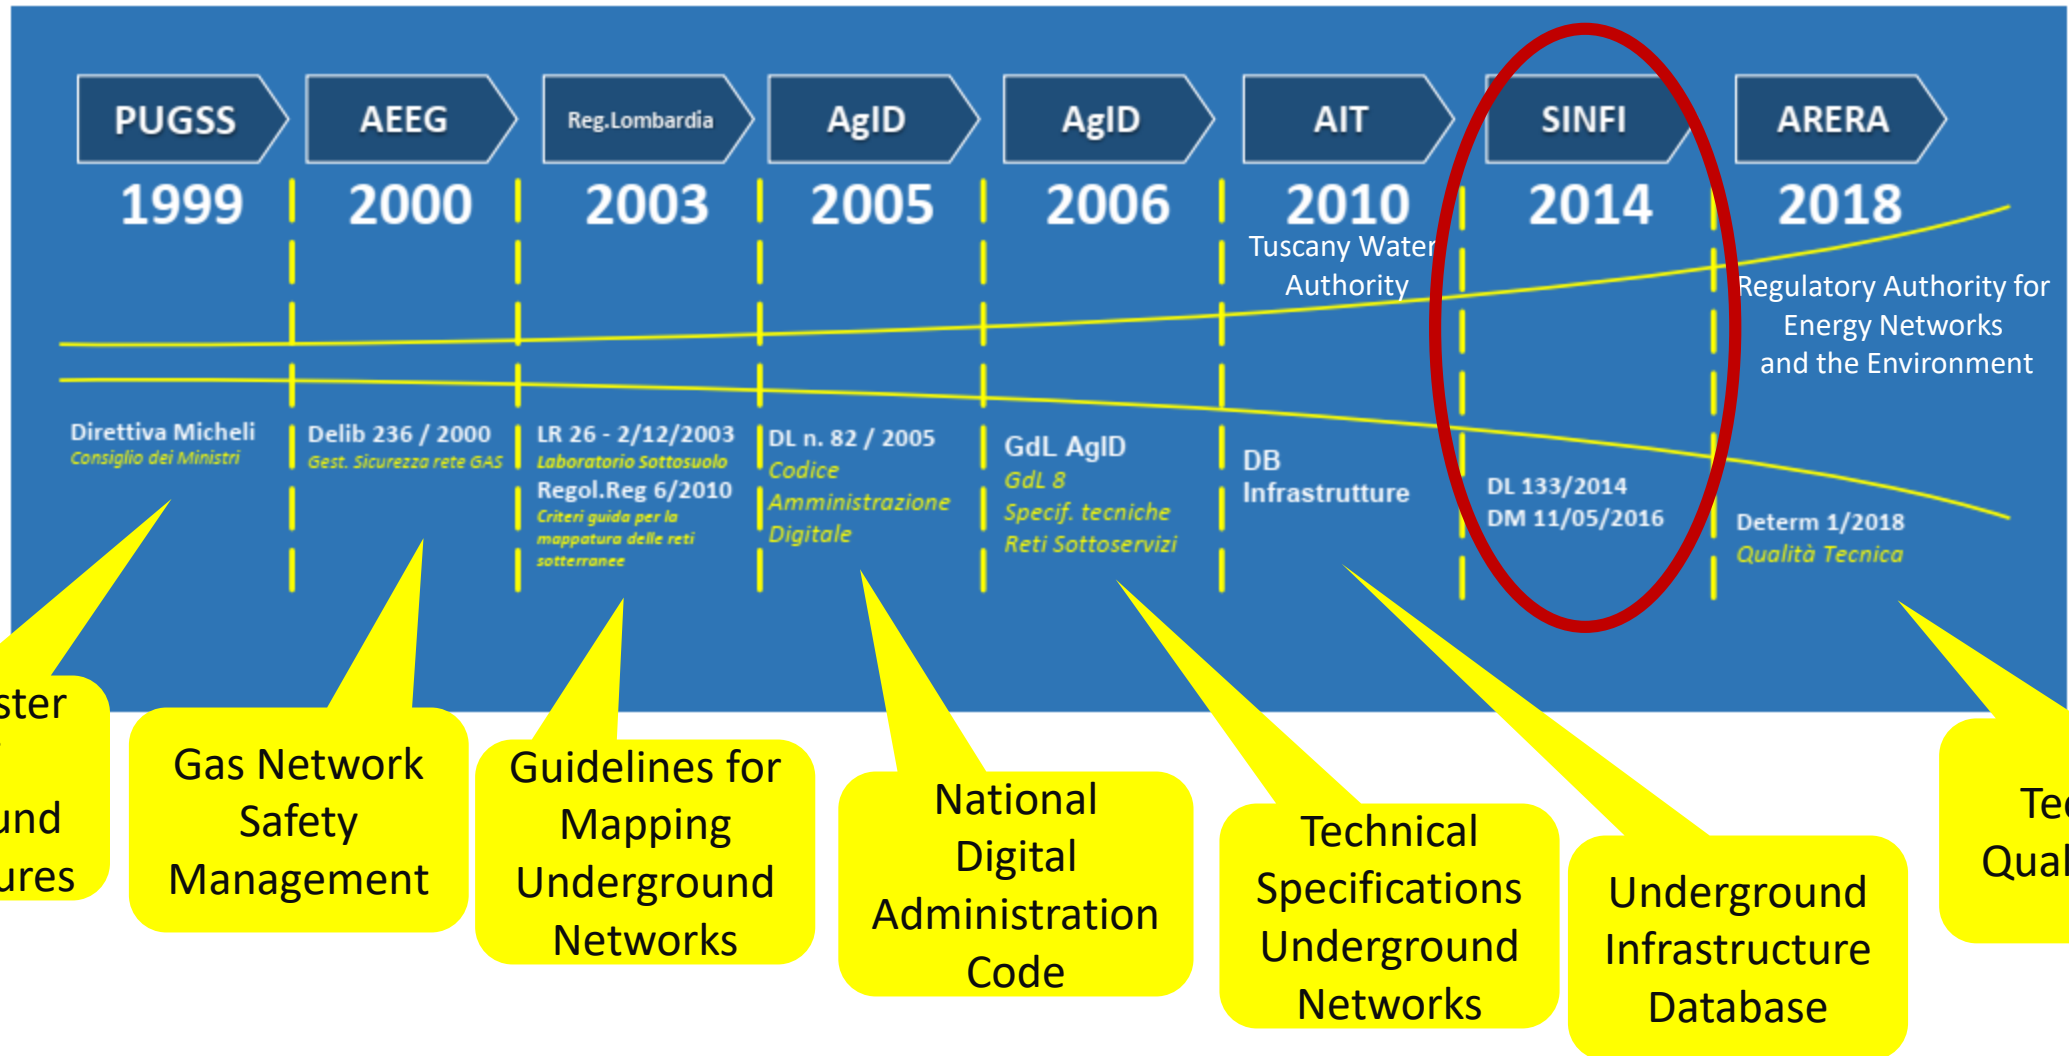 PUGSS
AEEG
Reg.Lombardia
AgID
AgID
AIT
SINFI
ARERA
1999
2000
2003
2005
2006
2010
2014
2018
Tuscany Water
Authority
Regulatory Authority for
Energy Networks
and the Environment
Direttiva Micheli
Consiglio dei Ministri
Delib 236 / 2000
Gest. Sicurezza rete GAS
LR 26 - 2/12/2003
Laboratorio Sottosuolo
Regol.Reg 6/2010
Criteri guida per la
mappatura delle reti
sotterranee
DL n. 82 / 2005
Codice
Amministrazione
Digitale
GdL AgID
GdL 8
Specif. tecniche
Reti Sottoservizi
DB
Infrastrutture
DL 133/2014
DM 11/05/2016
Determ 1/2018
Qualità Tecnica
Gas Network
Safety
Management
Guidelines for
Mapping
Underground
Networks
National
Digital
Administration
Code
Technical
Specifications
Underground
Networks
Underground
Infrastructure
Database